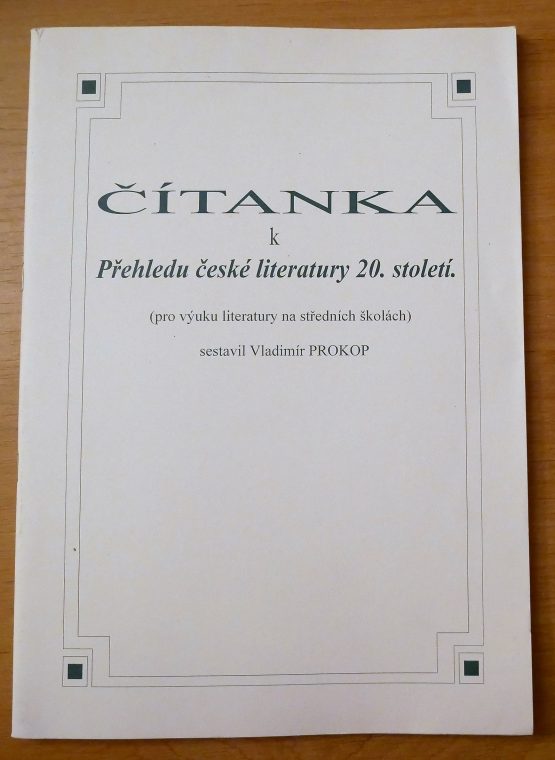 ČÍTANKA
k
Přehledu české literatury 20. století.
(pro výuku literatury na středních školách)
sestavil Vladimír PROKOP